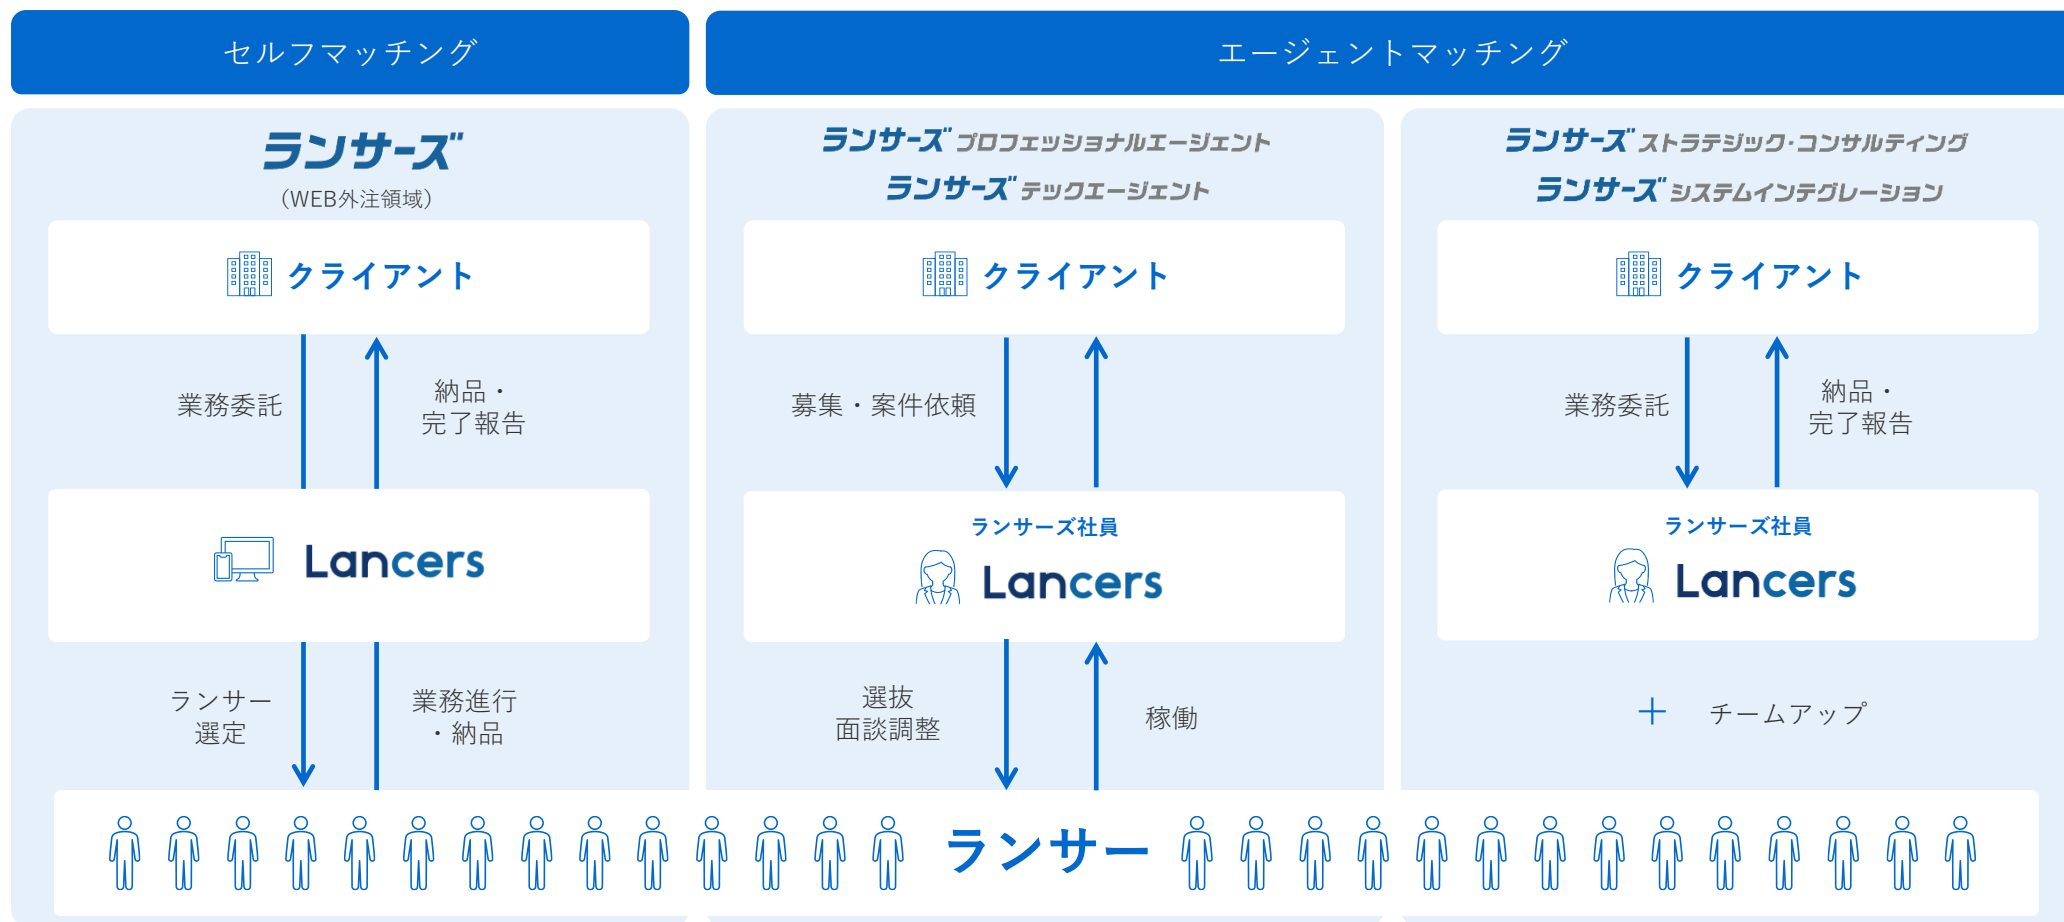 セルフマッチング
エージェントマッチング
ランサーズ
（WEB外注領域）
クライアント
業務委託
納品・
完了報告
Lancers
ランサー
選定
業務進行
・納品
ランサーズ プロフェッショナルエージェント
ランサーズ テックエージェント
クライアント
募集・案件依頼
ランサーズ社員
Lancers
選抜
面談調整
稼働
ランサーズ ストラテジック・コンサルティング
ランサーズ システムインテグレーション
クライアント
業務委託
納品・
完了報告
ランサーズ社員
Lancers
＋ チームアップ
ランサー